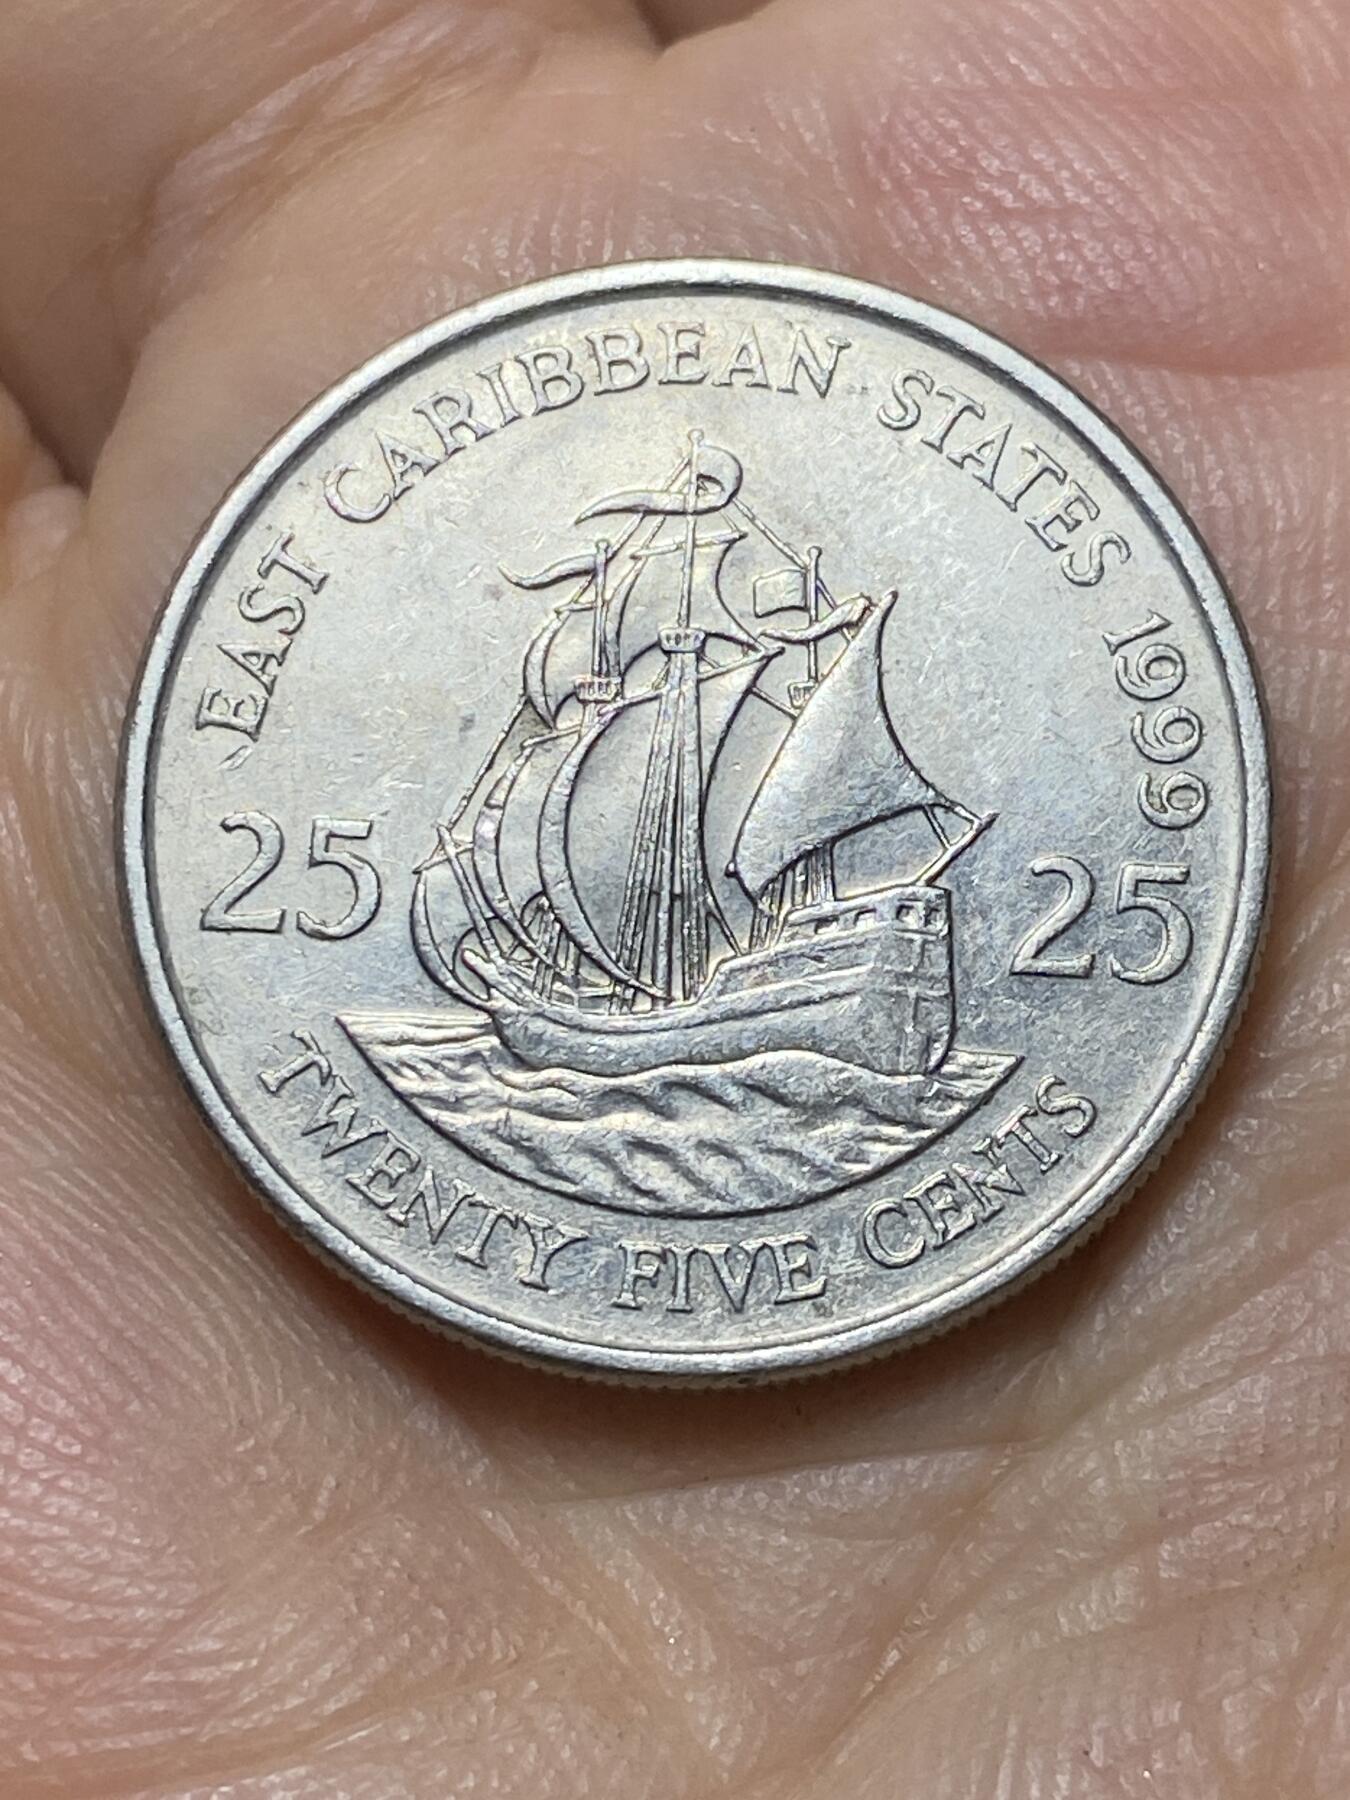 EAST CARIBBEAN STATES 1999
25 25
TWENTY FIVE CENTS